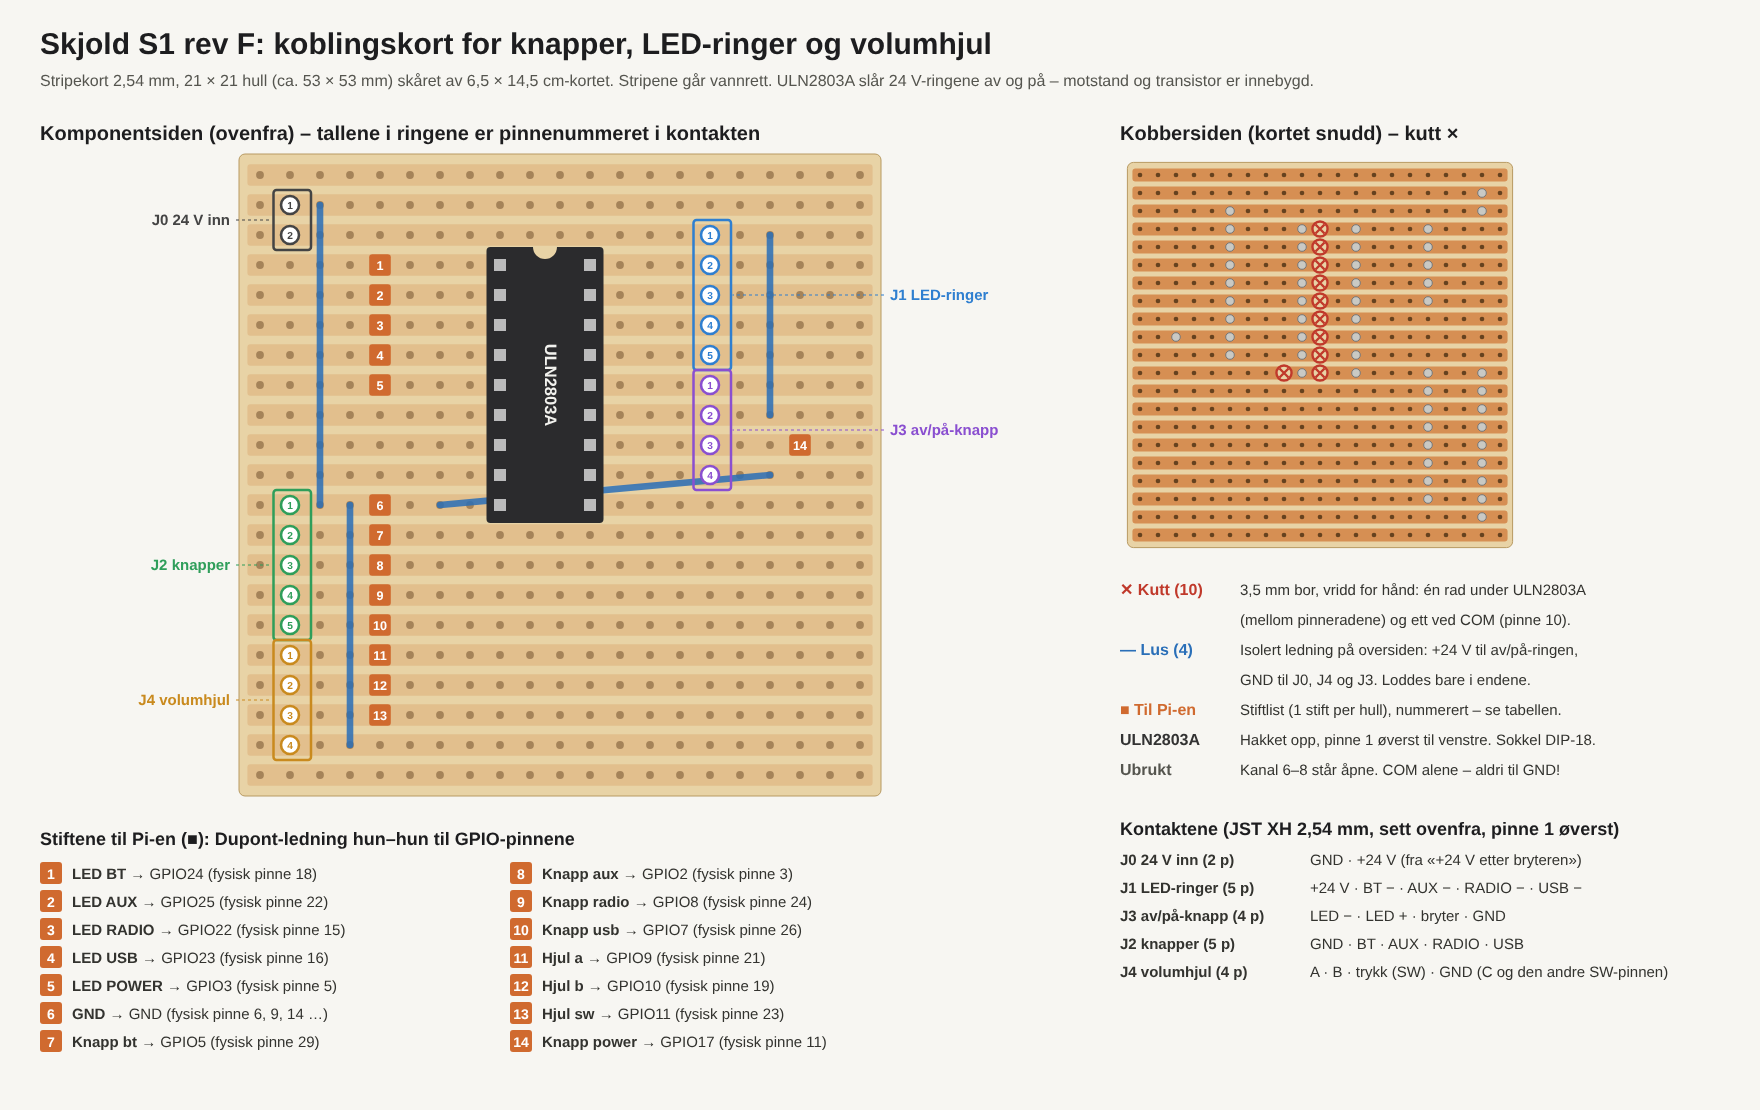 Skjold S1 rev F: koblingskort for knapper, LED-ringer og volumhjul
Stripekort 2,54 mm, 21 × 21 hull (ca. 53 × 53 mm) skåret av 6,5 × 14,5 cm-kortet. Stripene går vannrett. ULN2803A slår 24 V-ringene av og på – motstand og transistor er innebygd.
Komponentsiden (ovenfra) – tallene i ringene er pinnenummeret i kontakten
J0 24 V inn
1
2
1
2
3
4
5
ULN2803A
1
2
3
4
5
J1 LED-ringer
1
2
3
4
J3 av/på-knapp
14
J2 knapper
1
2
3
4
5
J4 volumhjul
1
2
3
4
6
7
8
9
10
11
12
13
Kobbersiden (kortet snudd) – kutt ×
✕ Kutt (10) 3,5 mm bor, vridd for hånd: én rad under ULN2803A
(mellom pinneradene) og ett ved COM (pinne 10).
— Lus (4) Isolert ledning på oversiden: +24 V til av/på-ringen,
GND til J0, J4 og J3. Loddes bare i endene.
■ Til Pi-en Stiftlist (1 stift per hull), nummerert – se tabellen.
ULN2803A Hakket opp, pinne 1 øverst til venstre. Sokkel DIP-18.
Ubrukt Kanal 6–8 står åpne. COM alene – aldri til GND!
Stiftene til Pi-en (■): Dupont-ledning hun–hun til GPIO-pinnene
1 LED BT → GPIO24 (fysisk pinne 18)
2 LED AUX → GPIO25 (fysisk pinne 22)
3 LED RADIO → GPIO22 (fysisk pinne 15)
4 LED USB → GPIO23 (fysisk pinne 16)
5 LED POWER → GPIO3 (fysisk pinne 5)
6 GND → GND (fysisk pinne 6, 9, 14 …)
7 Knapp bt → GPIO5 (fysisk pinne 29)
8 Knapp aux → GPIO2 (fysisk pinne 3)
9 Knapp radio → GPIO8 (fysisk pinne 24)
10 Knapp usb → GPIO7 (fysisk pinne 26)
11 Hjul a → GPIO9 (fysisk pinne 21)
12 Hjul b → GPIO10 (fysisk pinne 19)
13 Hjul sw → GPIO11 (fysisk pinne 23)
14 Knapp power → GPIO17 (fysisk pinne 11)
Kontaktene (JST XH 2,54 mm, sett ovenfra, pinne 1 øverst)
J0 24 V inn (2 p) GND · +24 V (fra «+24 V etter bryteren»)
J1 LED-ringer (5 p) +24 V · BT − · AUX − · RADIO − · USB −
J3 av/på-knapp (4 p) LED − · LED + · bryter · GND
J2 knapper (5 p) GND · BT · AUX · RADIO · USB
J4 volumhjul (4 p) A · B · trykk (SW) · GND (C og den andre SW-pinnen)